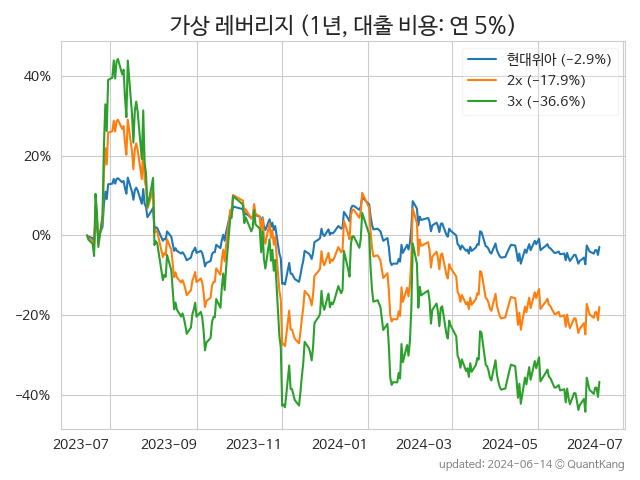 가상 레버리지 (1년, 대출 비용: 연 5%)
현대위아 (−2.9%)
2x (−17.9%)
3x (−36.6%)
40%
20%
0%
−20%
−40%
2023-07 2023-09 2023-11 2024-01 2024-03 2024-05 2024-07
updated: 2024-06-14 © QuantKang